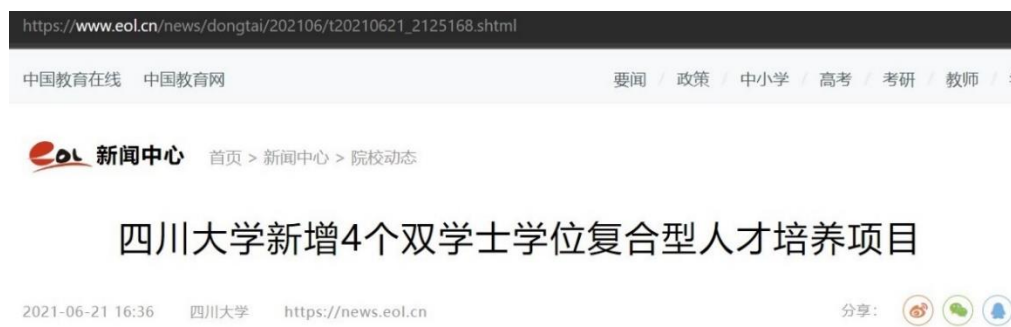 https://www.eol.cn/news/dongtai/202106/t20210621_2125168.shtml
中国教育在线 中国教育网 要闻 / 政策 / 中小学 / 高考 / 考研 / 教师 /
eol 新闻中心 首页 > 新闻中心 > 院校动态
四川大学新增4个双学士学位复合型人才培养项目
2021-06-21 16:36 四川大学 https://news.eol.cn 分享：